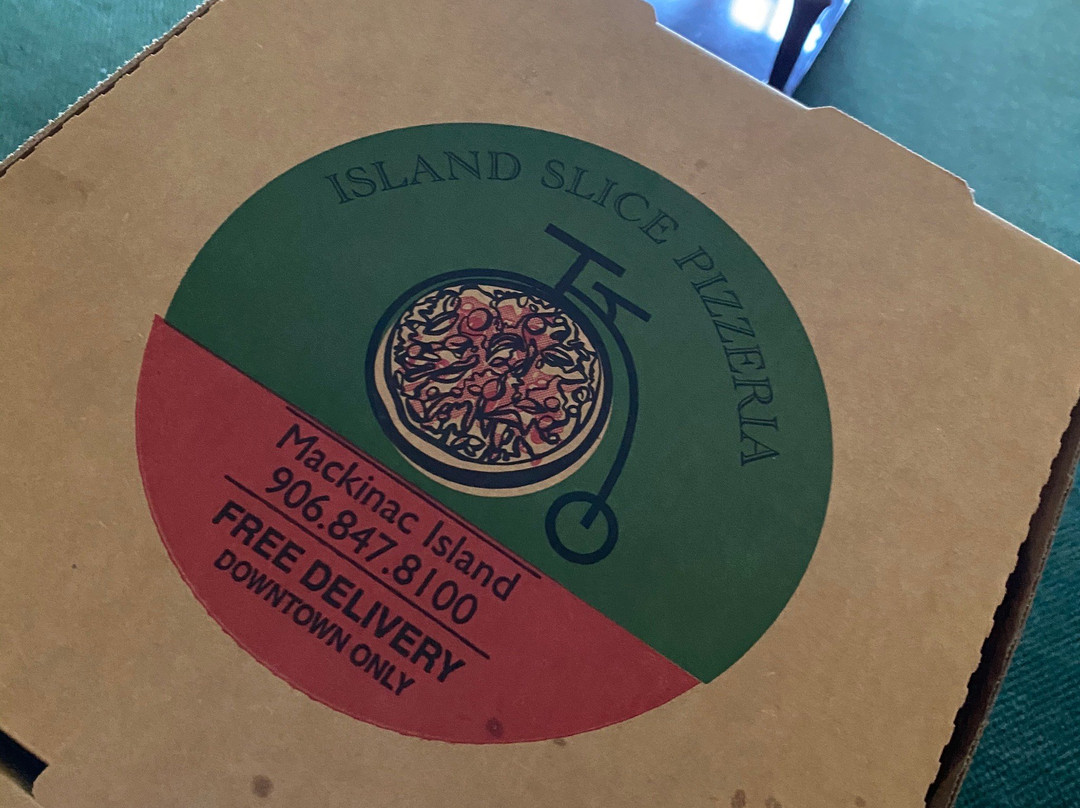 ISLAND SLICE PIZZERIA
Mackinac Island
906.847.8100
FREE DELIVERY
DOWNTOWN ONLY